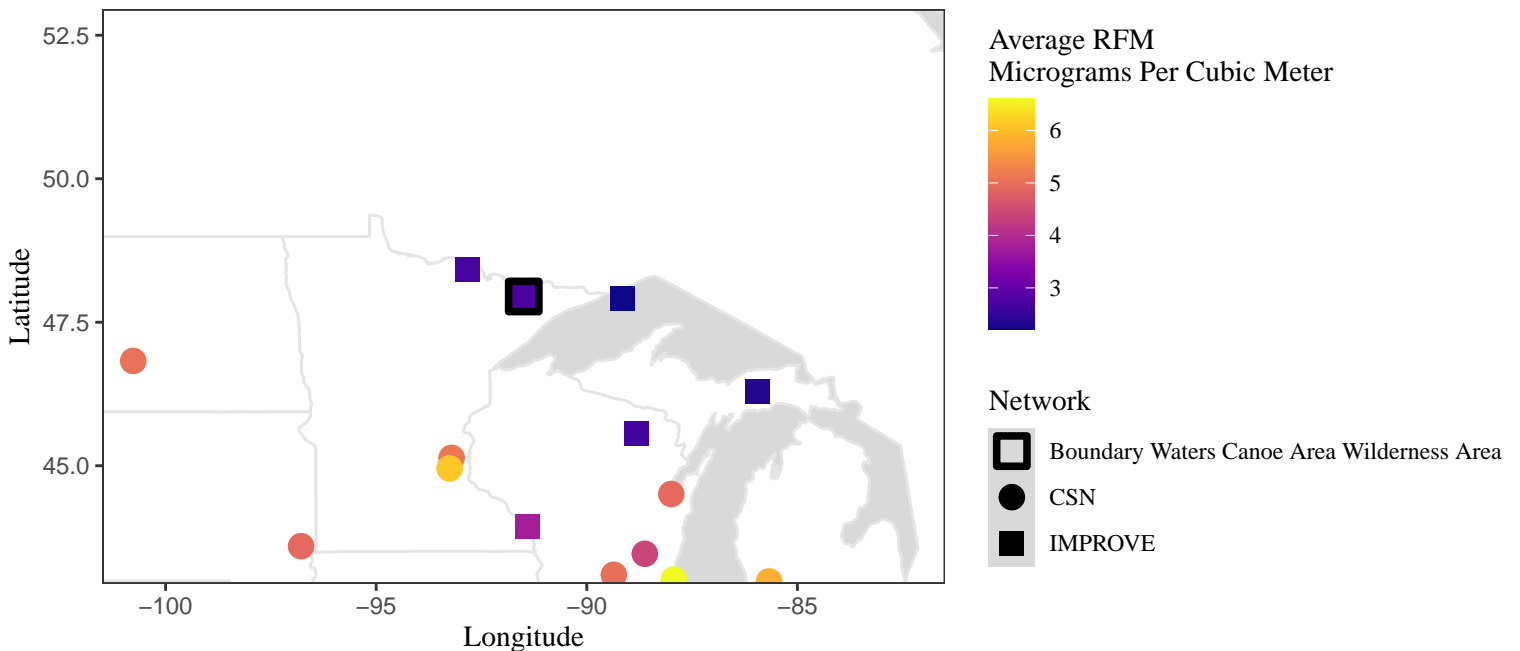 52.5
50.0
47.5
45.0
Latitude
−100
−95
−90
−85
Longitude
Average RFM
Micrograms Per Cubic Meter
6
5
4
3
Network
Boundary Waters Canoe Area Wilderness Area
CSN
IMPROVE